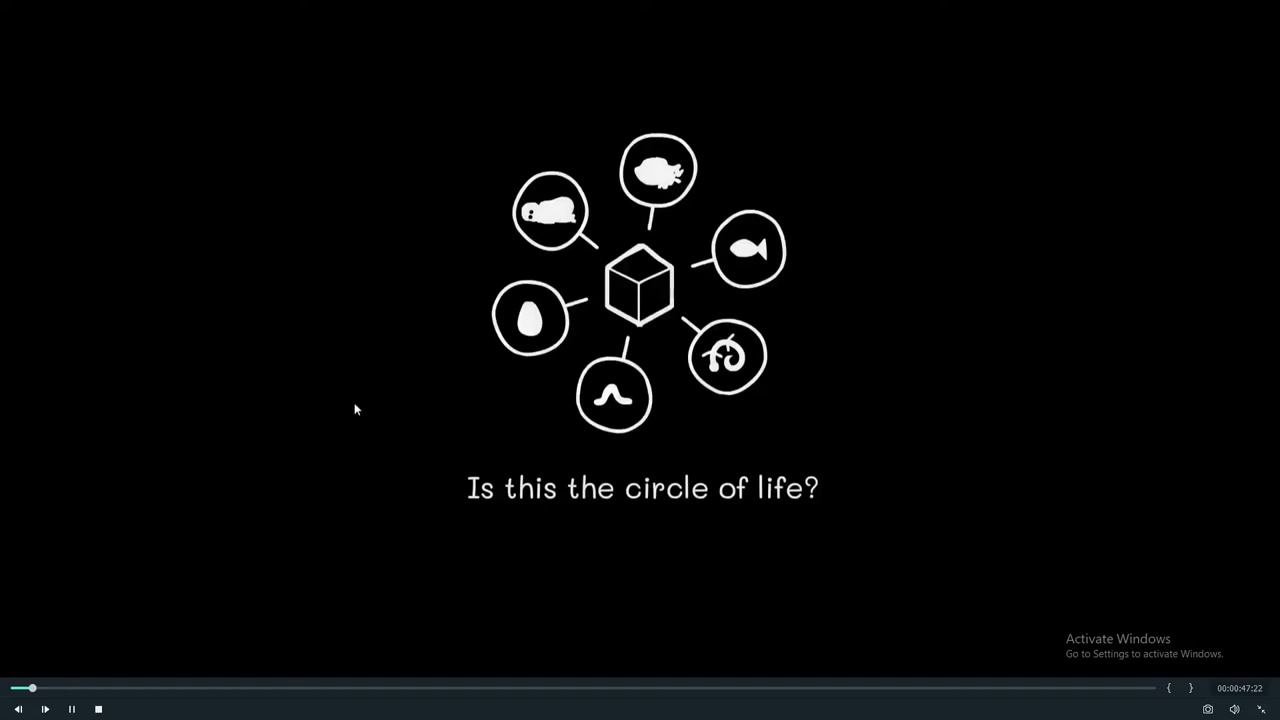 Is this the circle of life?
Activate Windows
Go to Settings to activate Windows.
{ } 00:00:47:22